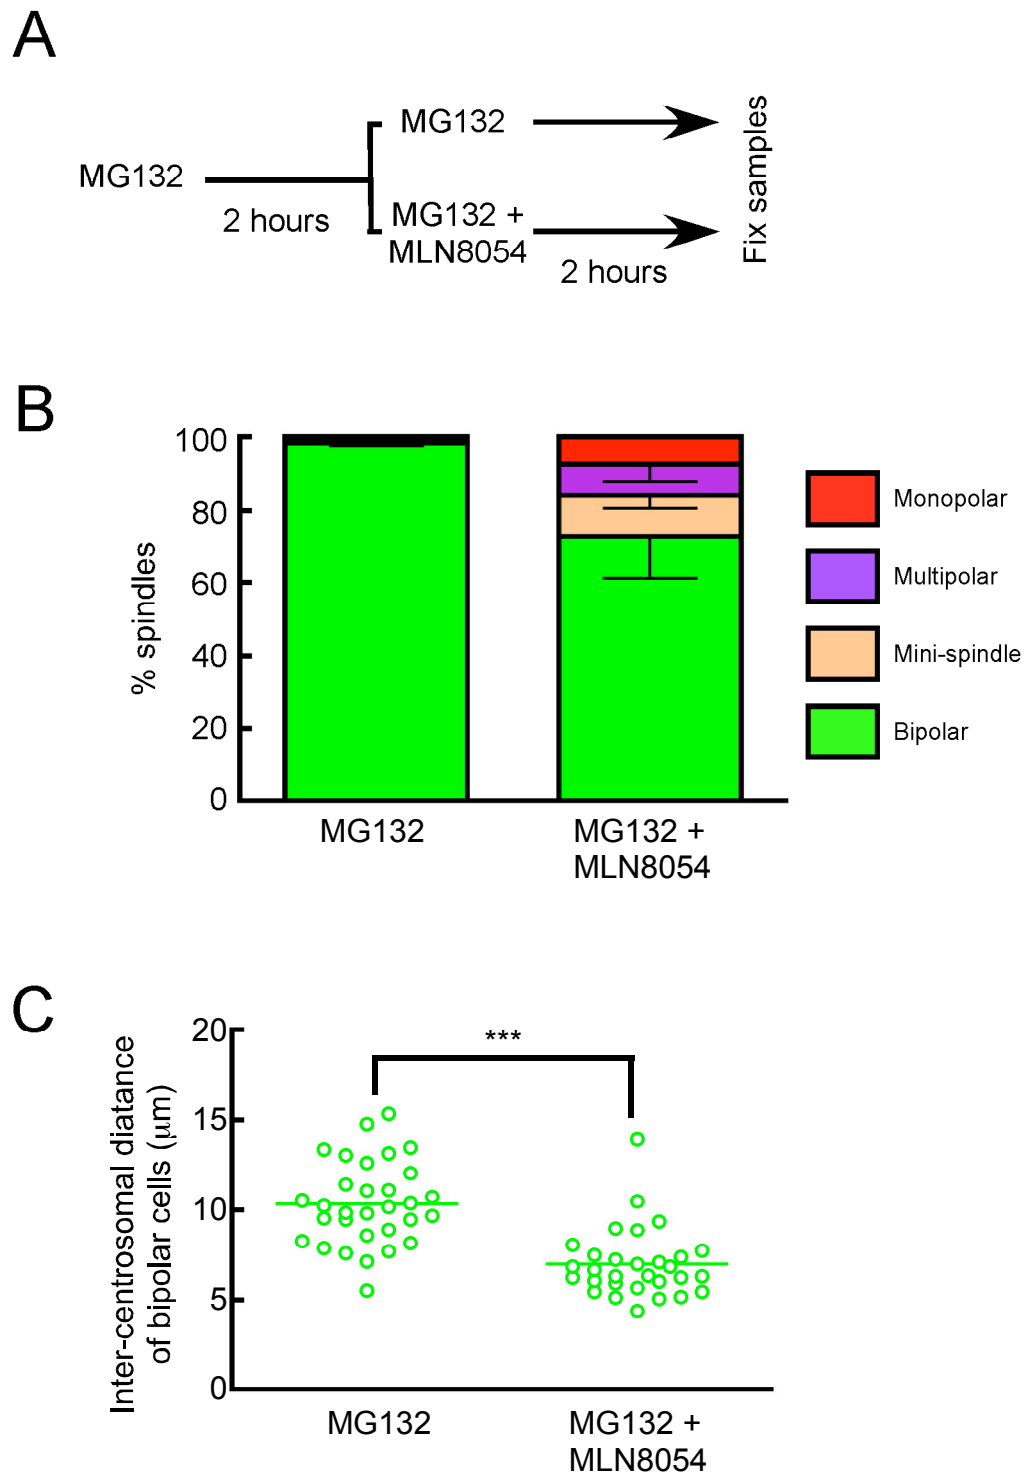 A
MG132
2 hours
MG132
MG132 +
MLN8054
2 hours
Fix samples
B
% spindles
100
80
60
40
20
0
MG132
MG132 +
MLN8054
Monopolar
Multipolar
Mini-spindle
Bipolar
C
Inter-centrosomal diatance
of bipolar cells (μm)
20
15
10
5
0
***
MG132
MG132 +
MLN8054